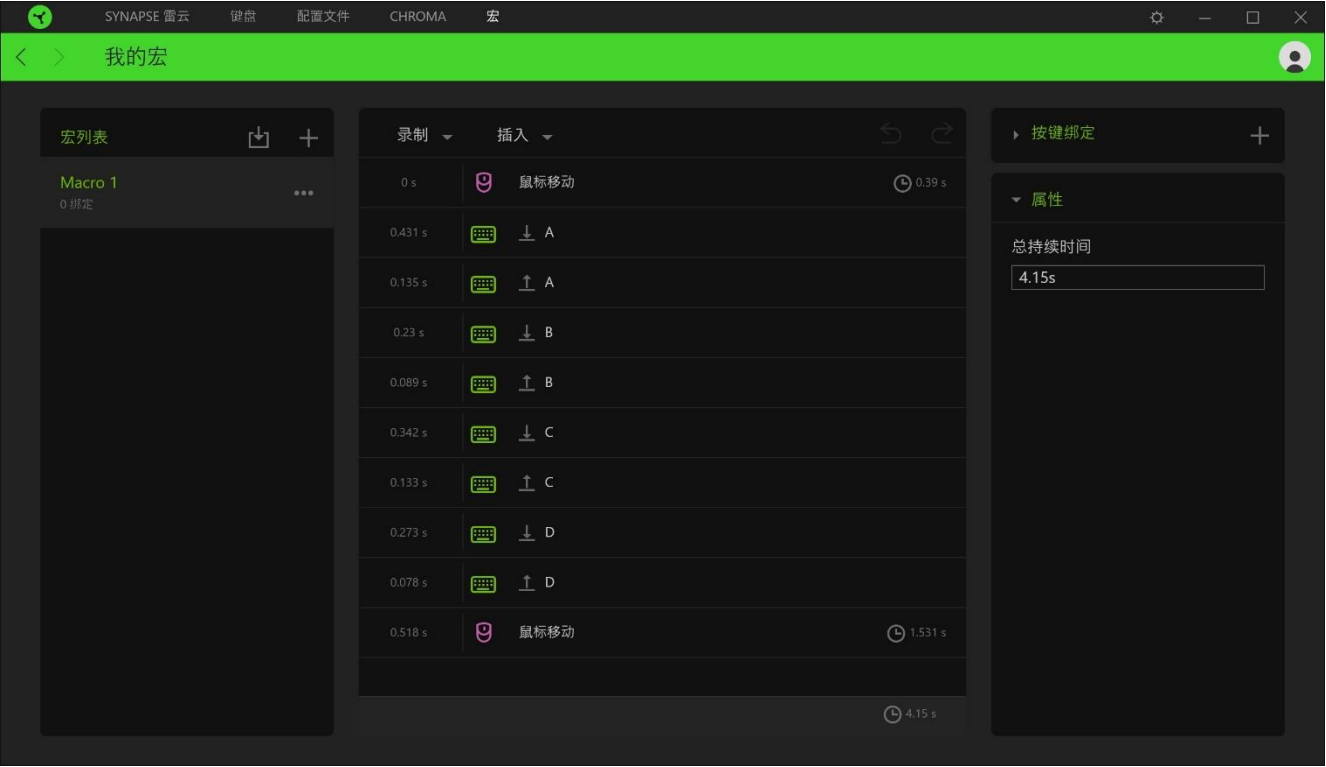 SYNAPSE 雷云 键盘 配置文件 CHROMA 宏
我的宏
宏列表
Macro 1
0 绑定
录制 插入
0 s 鼠标移动 0.39 s
0.431 s A
0.135 s A
0.23 s B
0.089 s B
0.342 s C
0.133 s C
0.273 s D
0.078 s D
0.518 s 鼠标移动 1.531 s
4.15 s
按键绑定
属性
总持续时间
4.15s